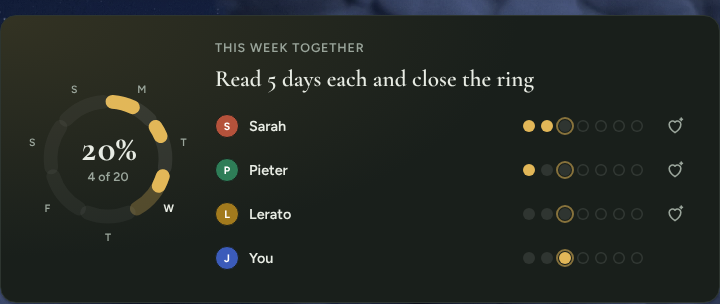 THIS WEEK TOGETHER
Read 5 days each and close the ring
S M
S T
20%
4 of 20
F W
T
S Sarah
P Pieter
L Lerato
J You